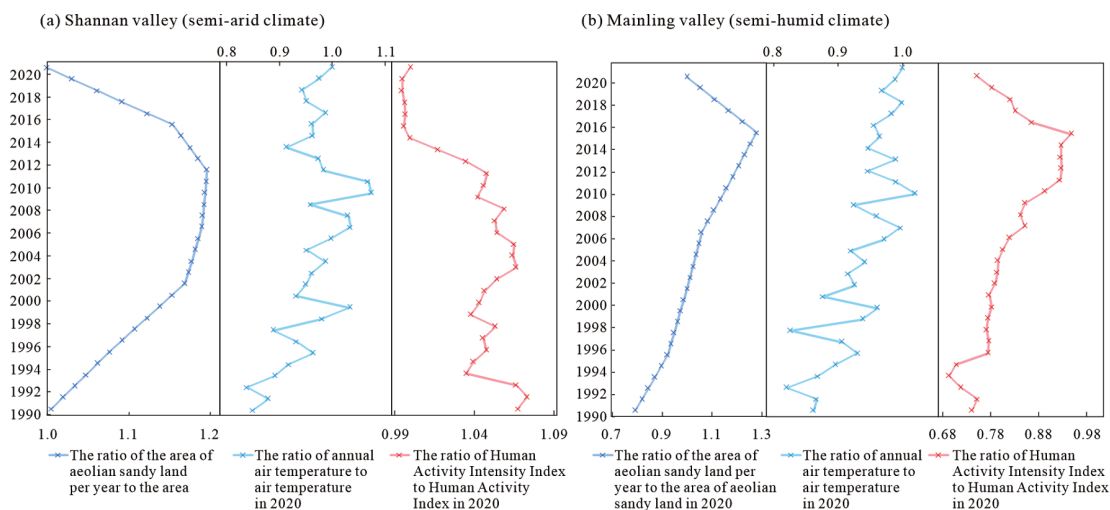 (a) Shannan valley (semi-arid climate)
0.8 0.9 1.0 1.1
2020
2018
2016
2014
2012
2010
2008
2006
2004
2002
2000
1998
1996
1994
1992
1990
1.0 1.1 1.2
0.99 1.04 1.09
The ratio of the area of
aeolian sandy land
per year to the area
The ratio of annual
air temperature to
air temperature
in 2020
The ratio of Human
Activity Intensity Index
to Human Activity
Index in 2020
(b) Mainling valley (semi-humid climate)
0.8 0.9 1.0
2020
2018
2016
2014
2012
2010
2008
2006
2004
2002
2000
1998
1996
1994
1992
1990
0.7 0.9 1.1 1.3
0.68 0.78 0.88 0.98
The ratio of the area of
aeolian sandy land per
year to the area of aeolian
sandy land in 2020
The ratio of annual
air temperature to
air temperature
in 2020
The ratio of Human
Activity Intensity Index
to Human Activity
Intensity Index in 2020